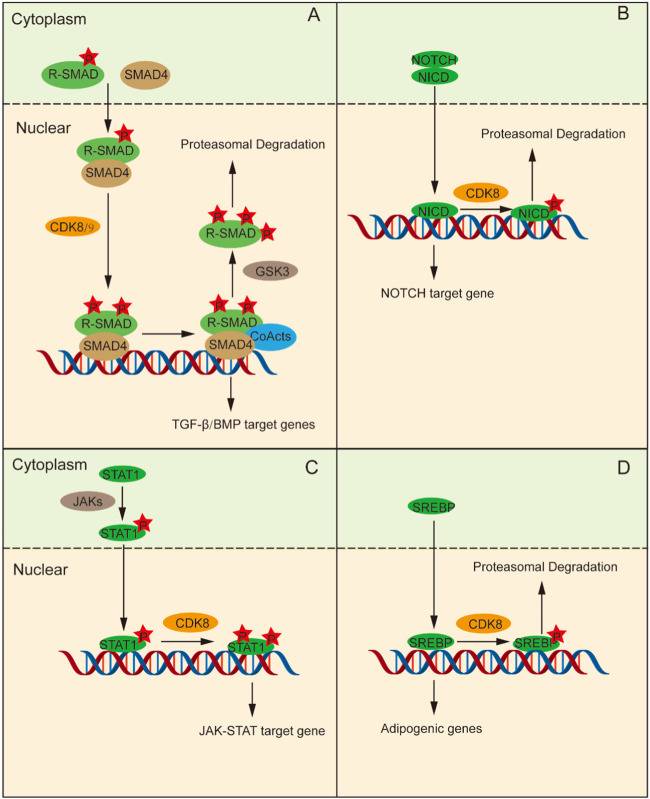 Cytoplasm
A
P
R-SMAD
SMAD4
Nuclear
P
R-SMAD
SMAD4
CDK8/9
P P
R-SMAD
SMAD4
Proteasomal Degradation
P P
R-SMAD P
GSK3
P P
R-SMAD
SMAD4 CoActs
TGF-β/BMP target genes
B
NOTCH
NICD
Proteasomal Degradation
CDK8
NICD
P
NICD
NOTCH target gene
Cytoplasm
C
STAT1
JAKs
P
STAT1
Nuclear
CDK8
P
STAT1
P P
STAT1
JAK-STAT target gene
D
SREBP
Proteasomal Degradation
CDK8
SREBP
P
SREBP
Adipogenic genes